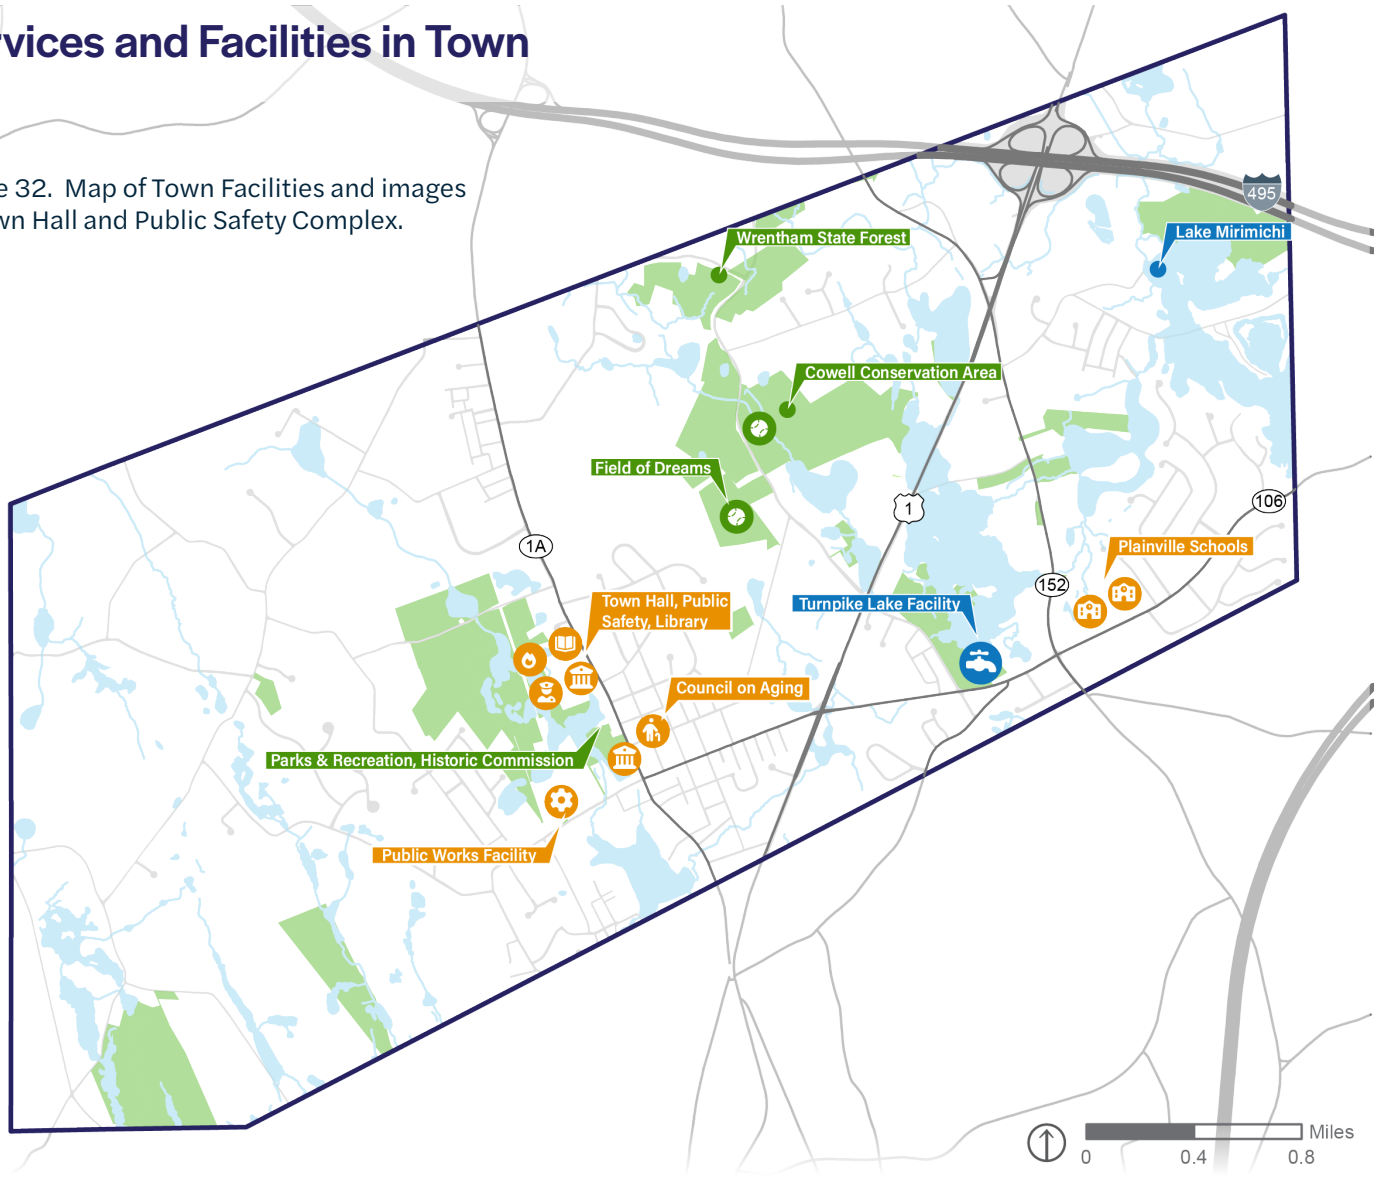 vices and Facilities in Town
32. Map of Town Facilities and images
wn Hall and Public Safety Complex.
495
Wrentham State Forest
Lake Mirimichi
Cowell Conservation Area
Field of Dreams
1
106
1A
Plainville Schools
152
Town Hall, Public
Safety, Library
Turnpike Lake Facility
Council on Aging
Parks & Recreation, Historic Commission
Public Works Facility
Miles
0 0.4 0.8